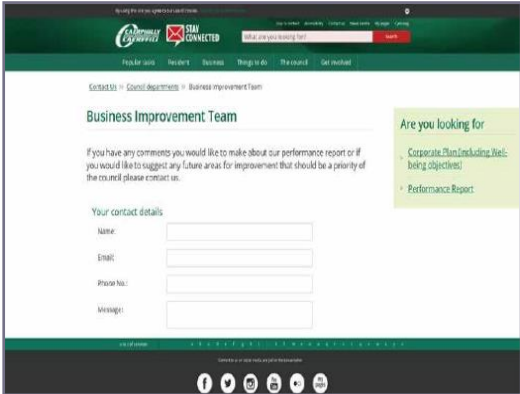 CAERPHILLY
CAERFFILI
STAY
CONNECTED
What are you looking for?
Search
Popular tasks Resident Business Things to do The council Get involved
Contact Us >> Council departments >> Business Improvement Team
Business Improvement Team
If you have any comments you would like to make about our performance report or if
you would like to suggest any future areas for improvement that should be a priority of
the council please contact us.
Your contact details
Name:
Email:
Phone No.:
Message:
Are you looking for
Corporate Plan (including Well-
being objectives)
Performance Report
A to Z of services